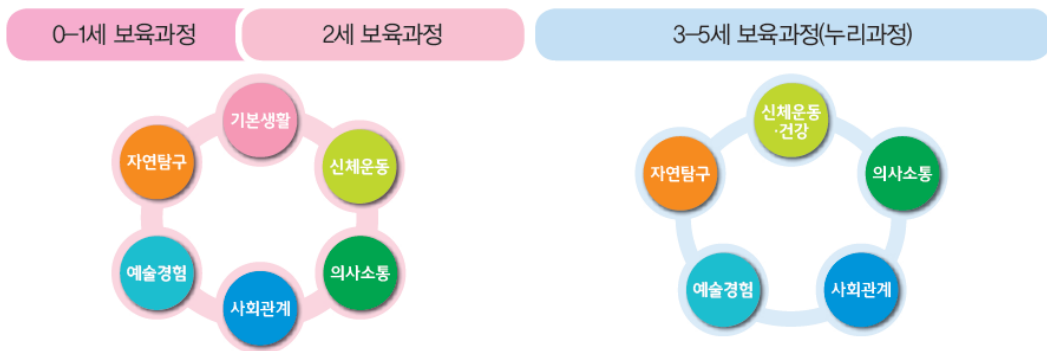 0-1세 보육과정
2세 보육과정
3-5세 보육과정(누리과정)
기본생활
자연탐구
신체운동
예술경험
의사소통
사회관계
신체운동
·건강
자연탐구
의사소통
예술경험
사회관계